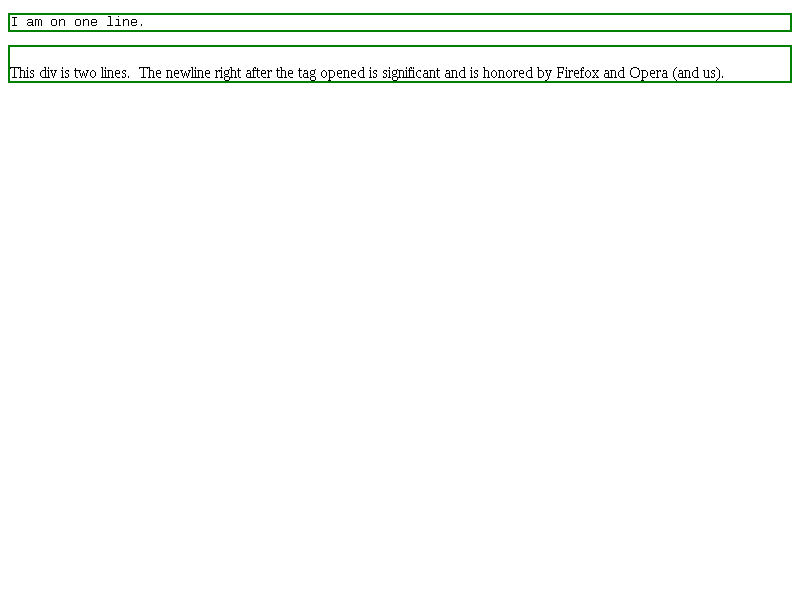 I am on one line.
This div is two lines.  The newline right after the tag opened is significant and is honored by Firefox and Opera (and us).